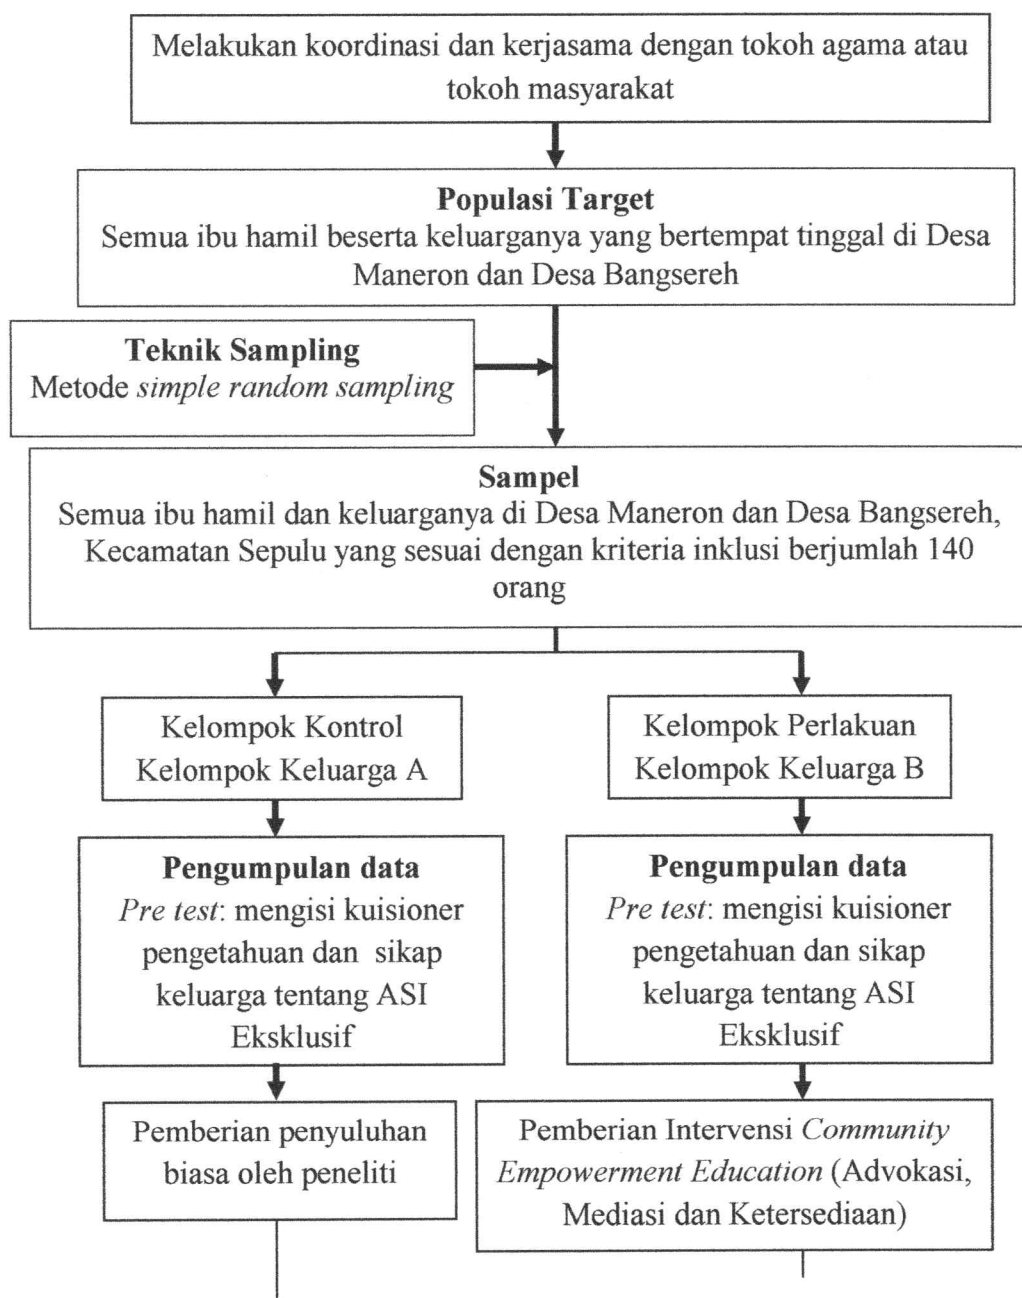 Melakukan koordinasi dan kerjasama dengan tokoh agama atau
tokoh masyarakat
Populasi Target
Semua ibu hamil beserta keluarganya yang bertempat tinggal di Desa
Maneron dan Desa Bangsereh
Teknik Sampling
Metode simple random sampling
Sampel
Semua ibu hamil dan keluarganya di Desa Maneron dan Desa Bangsereh,
Kecamatan Sepulu yang sesuai dengan kriteria inklusi berjumlah 140
orang
Kelompok Kontrol
Kelompok Keluarga A
Kelompok Perlakuan
Kelompok Keluarga B
Pengumpulan data
Pre test: mengisi kuisioner
pengetahuan dan sikap
keluarga tentang ASI
Eksklusif
Pengumpulan data
Pre test: mengisi kuisioner
pengetahuan dan sikap
keluarga tentang ASI
Eksklusif
Pemberian penyuluhan
biasa oleh peneliti
Pemberian Intervensi Community
Empowerment Education (Advokasi,
Mediasi dan Ketersediaan)